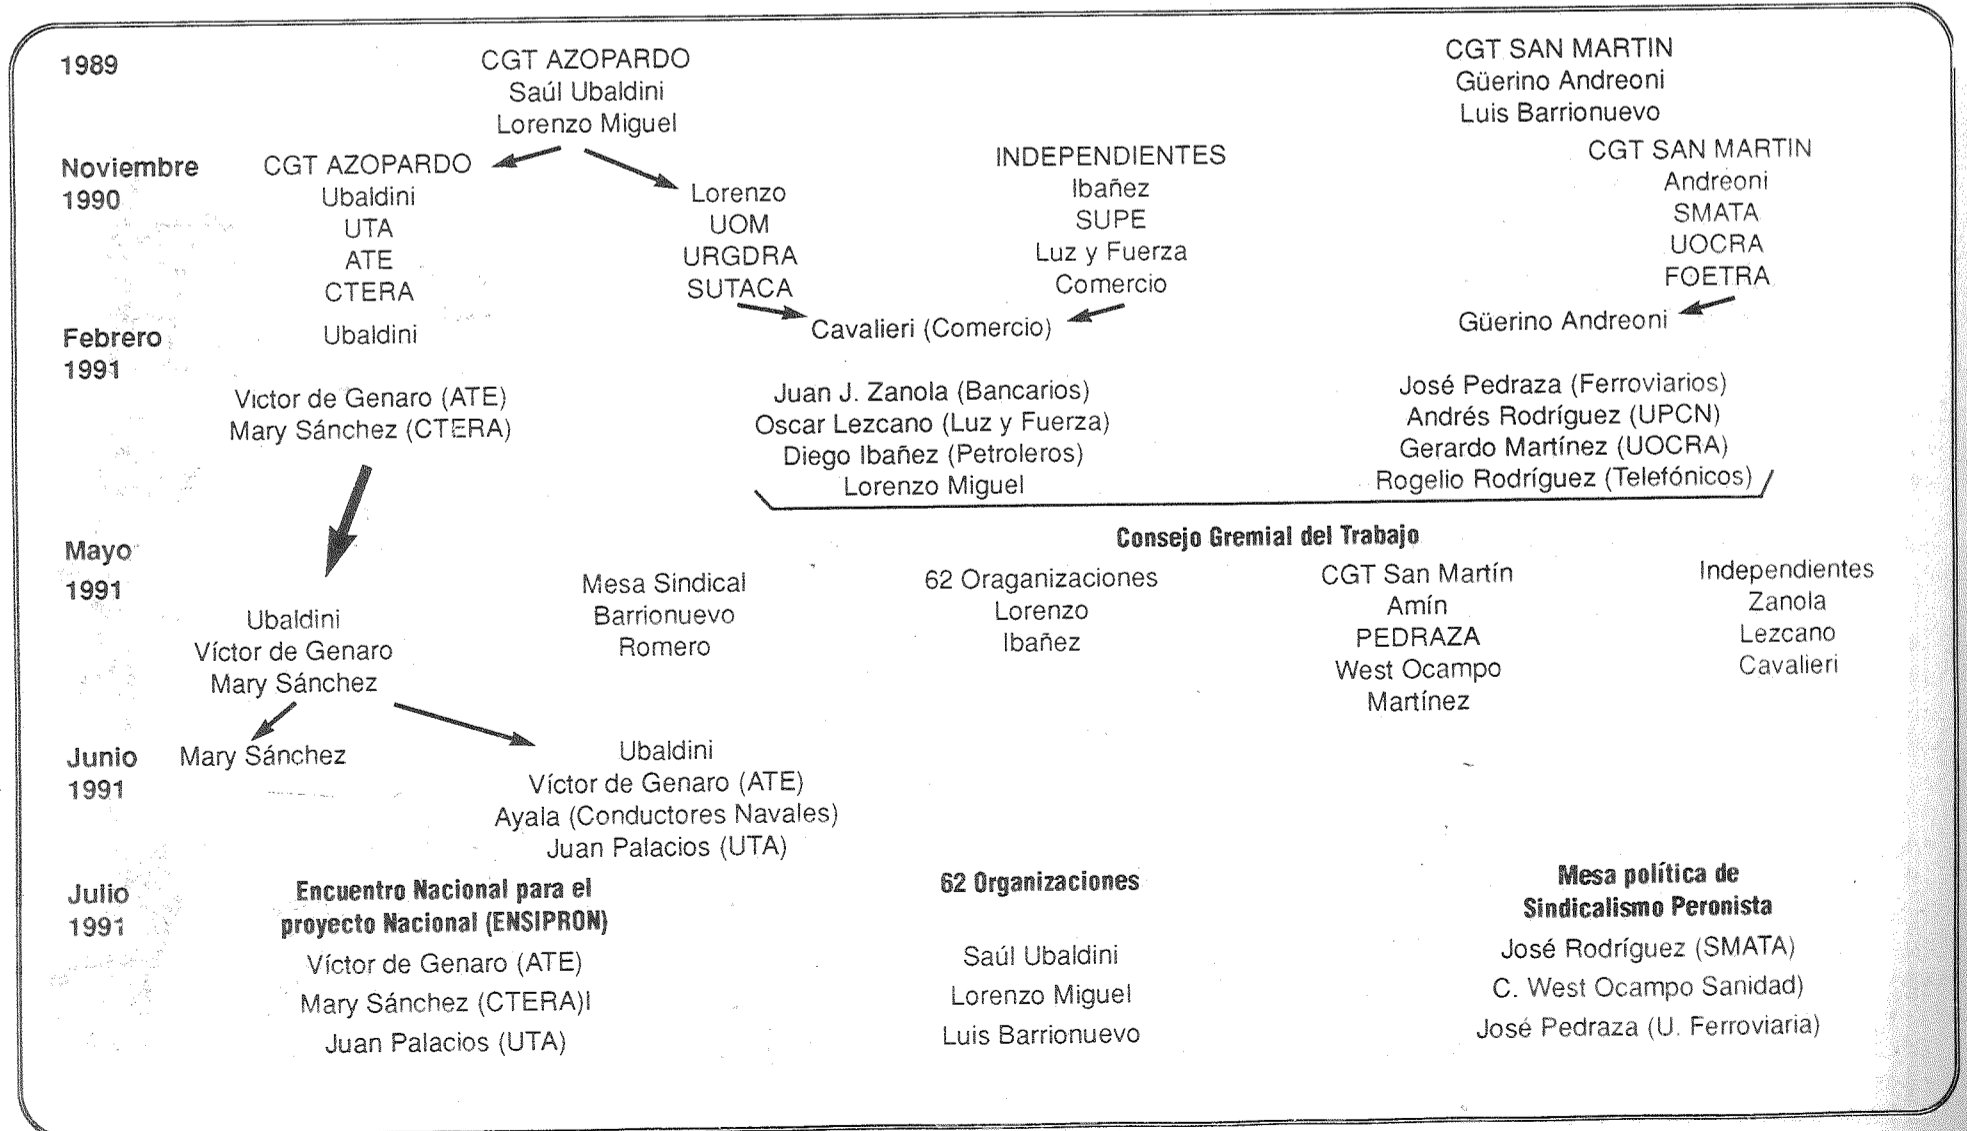 1989
CGT AZOPARDO
Saúl Ubaldini
Lorenzo Miguel
CGT SAN MARTIN
Güerino Andreoni
Luis Barrionuevo
Noviembre
1990
CGT AZOPARDO
Ubaldini
UTA
ATE
CTERA
Lorenzo
UOM
URGDRA
SUTACA
INDEPENDIENTES
Ibañez
SUPE
Luz y Fuerza
Comercio
CGT SAN MARTIN
Andreoni
SMATA
UOCRA
FOETRA
Febrero
1991
Ubaldini
Victor de Genaro (ATE)
Mary Sánchez (CTERA)
Cavalieri (Comercio)
Juan J. Zanola (Bancarios)
Oscar Lezcano (Luz y Fuerza)
Diego Ibañez (Petroleros)
Lorenzo Miguel
Güerino Andreoni
José Pedraza (Ferroviarios)
Andrés Rodríguez (UPCN)
Gerardo Martínez (UOCRA)
Rogelio Rodríguez (Telefónicos)
Consejo Gremial del Trabajo
Mayo
1991
Ubaldini
Víctor de Genaro
Mary Sánchez
Mesa Sindical
Barrionuevo
Romero
62 Oraganizaciones
Lorenzo
Ibañez
CGT San Martín
Amín
PEDRAZA
West Ocampo
Martínez
Independientes
Zanola
Lezcano
Cavalieri
Junio
1991
Mary Sánchez
Ubaldini
Víctor de Genaro (ATE)
Ayala (Conductores Navales)
Juan Palacios (UTA)
Julio
1991
Encuentro Nacional para el
proyecto Nacional (ENSIPRON)
Víctor de Genaro (ATE)
Mary Sánchez (CTERA)I
Juan Palacios (UTA)
62 Organizaciones
Saúl Ubaldini
Lorenzo Miguel
Luis Barrionuevo
Mesa política de
Sindicalismo Peronista
José Rodríguez (SMATA)
C. West Ocampo Sanidad)
José Pedraza (U. Ferroviaria)